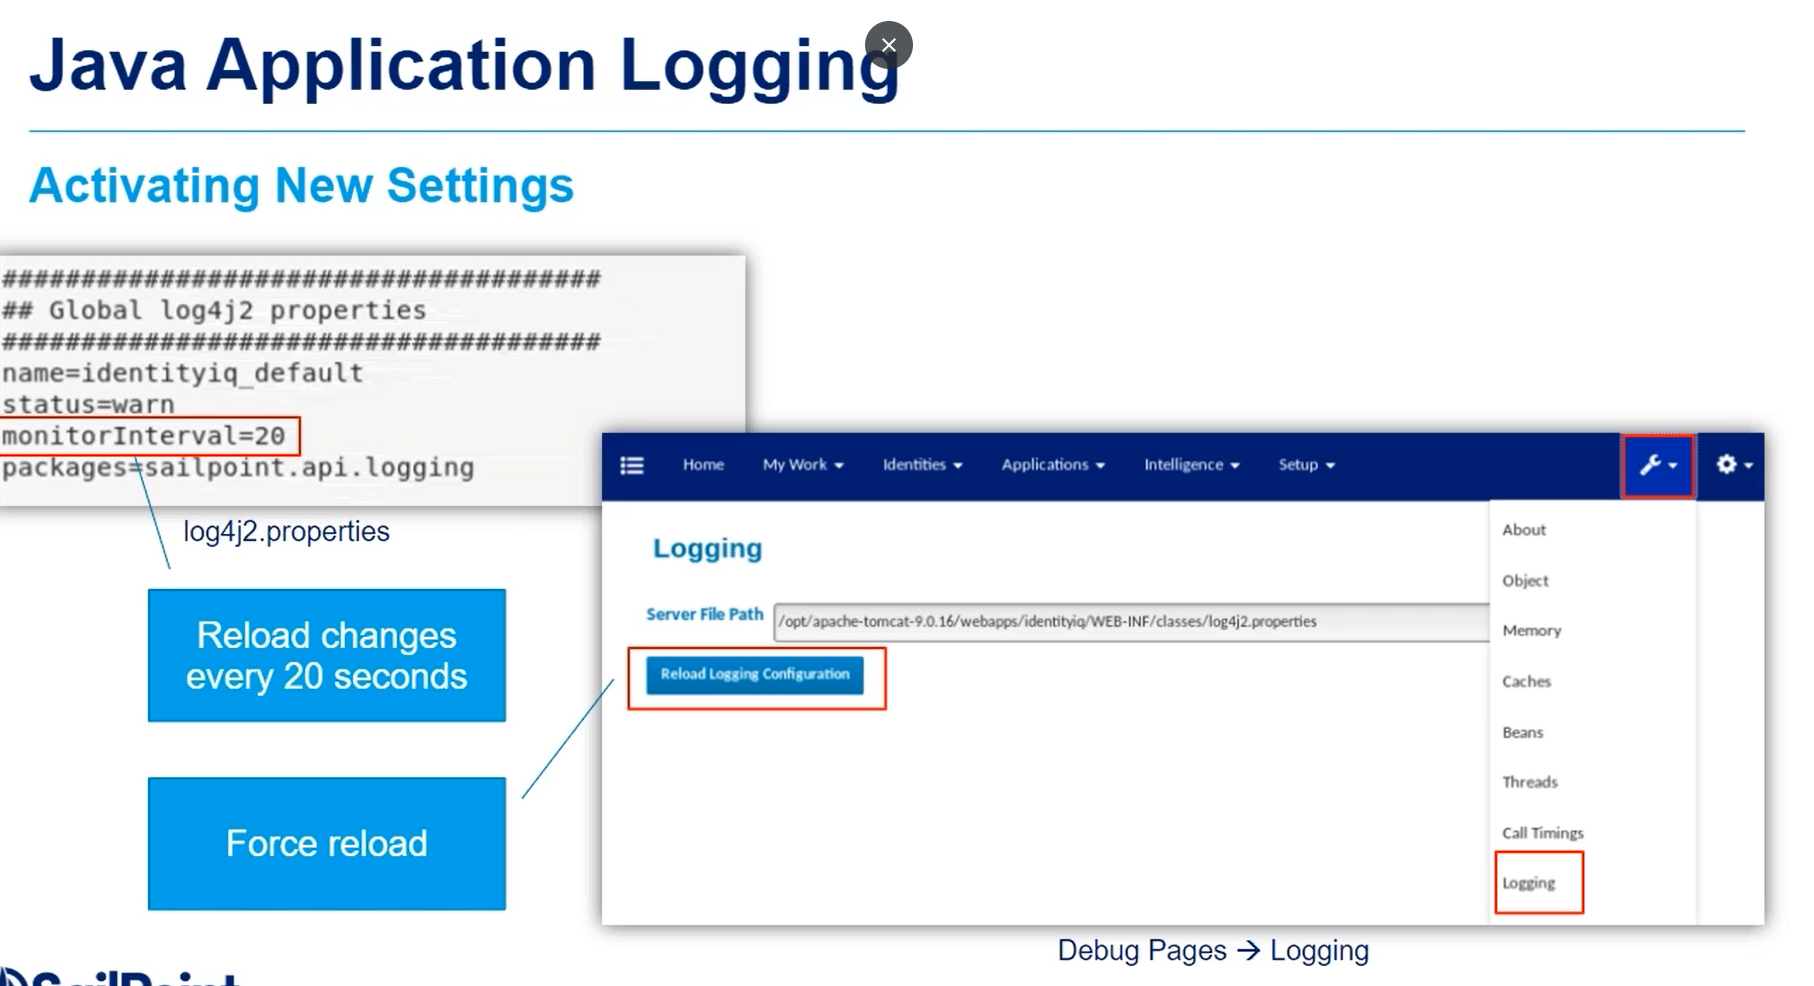 Java Application Logging
Activating New Settings
######################################
## Global log4j2 properties
######################################
name=identityiq_default
status=warn
monitorInterval=20
packages=sailpoint.api.logging
log4j2.properties
Reload changes
every 20 seconds
Force reload
Home My Work Identities Applications Intelligence Setup
Logging
Server File Path /opt/apache-tomcat-9.0.16/webapps/identityiq/WEB-INF/classes/log4j2.properties
Reload Logging Configuration
About
Object
Memory
Caches
Beans
Threads
Call Timings
Logging
Debug Pages → Logging
SailPoint